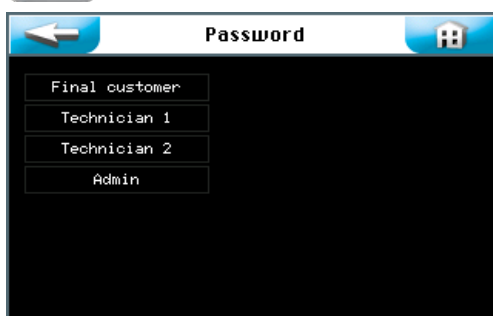 Password
Final customer
Technician 1
Technician 2
Admin